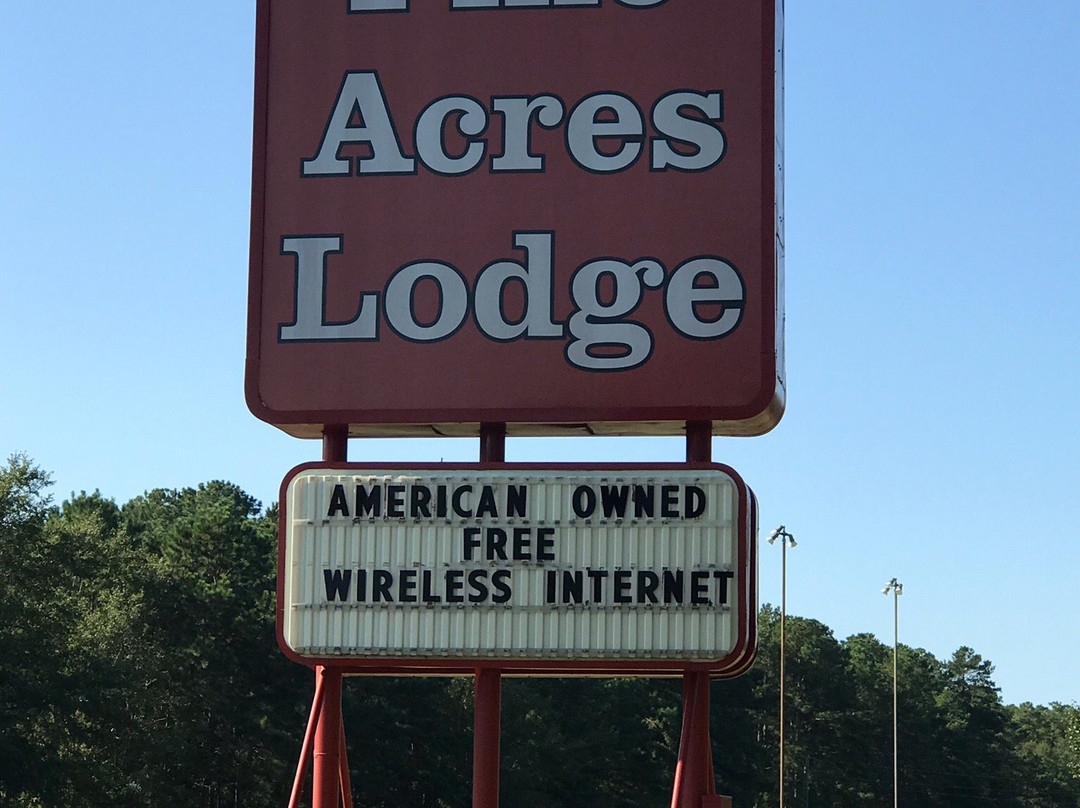 Acres
Lodge
AMERICAN OWNED
FREE
WIRELESS INTERNET